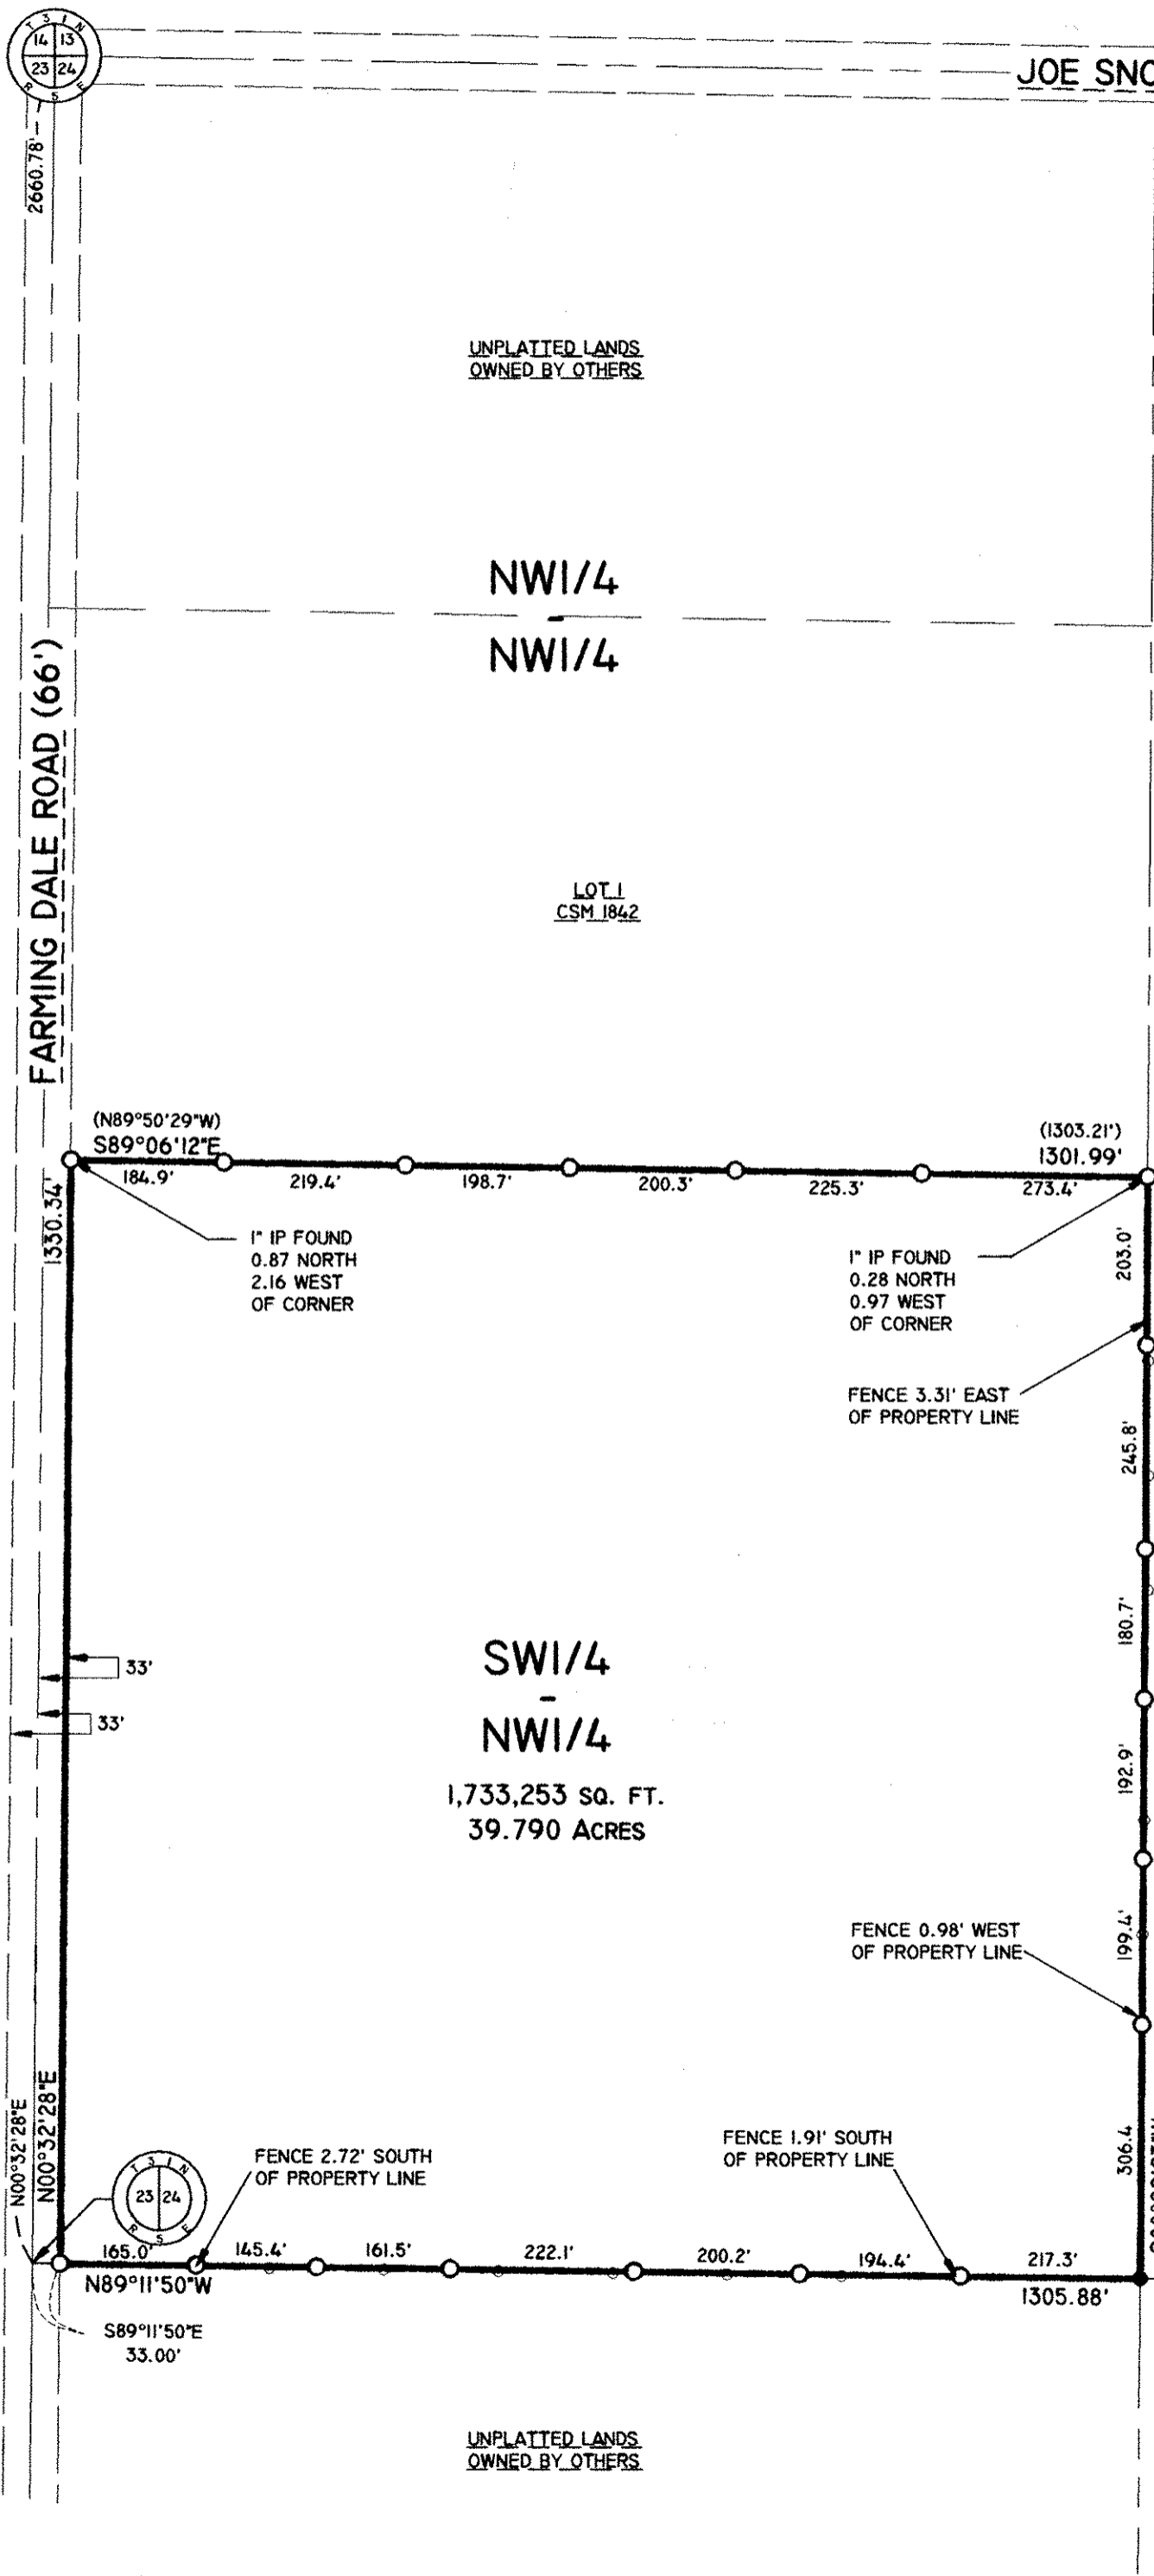 T 3 1 N
14 13
23 24
R 5 E
JOE SNO
2660.78'
UNPLATTED LANDS
OWNED BY OTHERS
NW1/4
-
NW1/4
FARMING DALE ROAD (66')
LOT 1
CSM 1842
(N89°50'29"W)
S89°06'12"E
(1303.21')
1301.99'
184.9'
219.4'
198.7'
200.3'
225.3'
273.4'
1330.34'
1" IP FOUND
0.87 NORTH
2.16 WEST
OF CORNER
1" IP FOUND
0.28 NORTH
0.97 WEST
OF CORNER
203.0'
FENCE 3.31' EAST
OF PROPERTY LINE
245.8'
180.7'
33'
33'
SW1/4
-
NW1/4
1,733,253 SQ. FT.
39.790 ACRES
192.9'
199.4'
FENCE 0.98' WEST
OF PROPERTY LINE
N00°32'28"E
N00°32'28"E
306.4
T 3 1 N
23 24
R 5 E
FENCE 2.72' SOUTH
OF PROPERTY LINE
FENCE 1.91' SOUTH
OF PROPERTY LINE
165.0'
145.4'
161.5'
222.1'
200.2'
194.4'
217.3'
N89°11'50"W
1305.88'
S89°11'50"E
33.00'
UNPLATTED LANDS
OWNED BY OTHERS